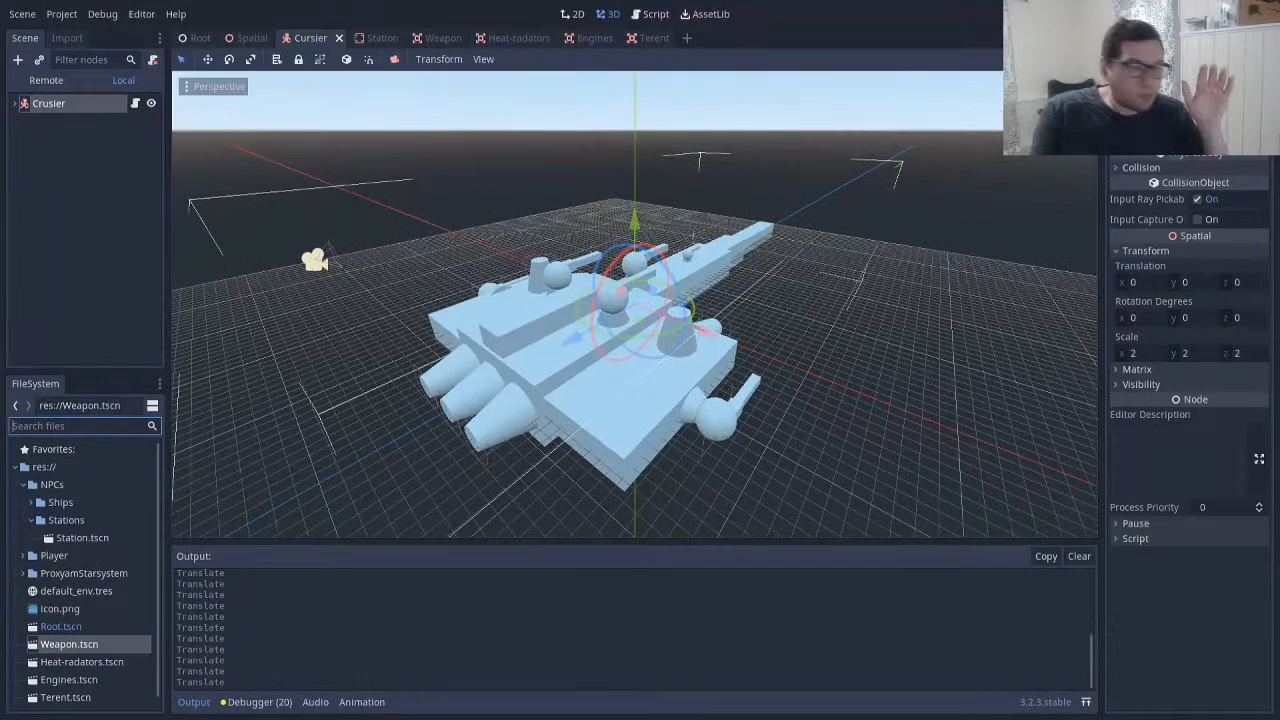 Scene Project Debug Editor Help
2D 3D Script AssetLib
Scene Import
Root Spatial Cursier Station Weapon Heat-radiators Engines Terent
Filter nodes
Transform View
Remote Local
Perspective
Crusier
Collision
CollisionObject
Input Ray Pickab On
Input Capture O On
Spatial
Transform
Translation
x 0 y 0 z 0
Rotation Degrees
x 0 y 0 z 0
Scale
x 2 y 2 z 2
Matrix
Visibility
Node
Editor Description
Process Priority 0
Pause
Script
FileSystem
res://Weapon.tscn
Search files
Favorites:
res://
NPCs
Ships
Stations
Station.tscn
Player
ProxyamStarsystem
default_env.tres
icon.png
Root.tscn
Weapon.tscn
Heat-radators.tscn
Engines.tscn
Terent.tscn
Output:
Copy Clear
Translate
Translate
Translate
Translate
Translate
Translate
Translate
Translate
Translate
Translate
Translate
Output Debugger (20) Audio Animation
3.2.3.stable